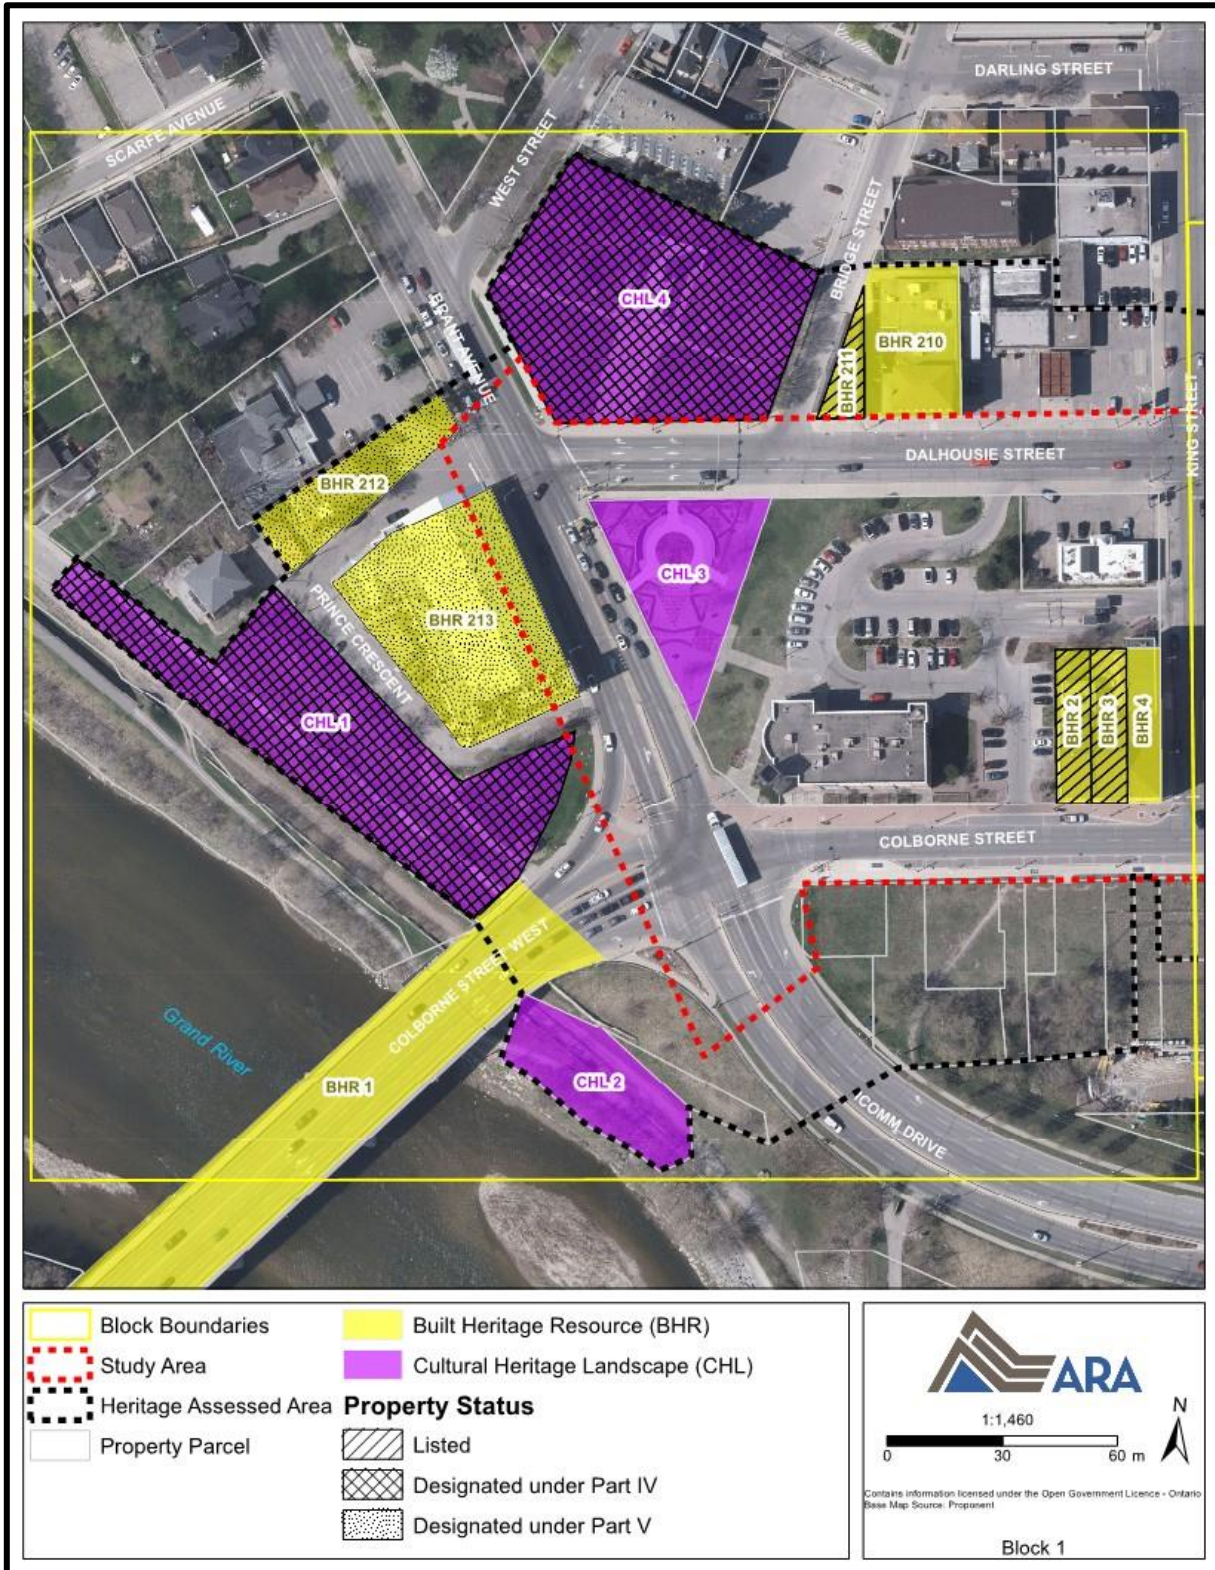 DARLING STREET
SCARFE AVENUE
WEST STREET
BRIDGE STREET
CHL 4
BRANT AVENUE
BHR 210
BHR 211
KING STREET
DALHOUSIE STREET
BHR 212
CHL 3
PRINCE CRESCENT
BHR 213
CHL 1
BHR 2
BHR 3
BHR 4
COLBORNE STREET
COLBORNE STREET WEST
Grand River
BHR 1
CHL 2
ICOMM DRIVE
Block Boundaries
Study Area
Heritage Assessed Area
Property Parcel
Built Heritage Resource (BHR)
Cultural Heritage Landscape (CHL)
Property Status
Listed
Designated under Part IV
Designated under Part V
ARA
N
1:1,460
0 30 60 m
Contains information licensed under the Open Government Licence - Ontario
Base Map Source: Proponent
Block 1